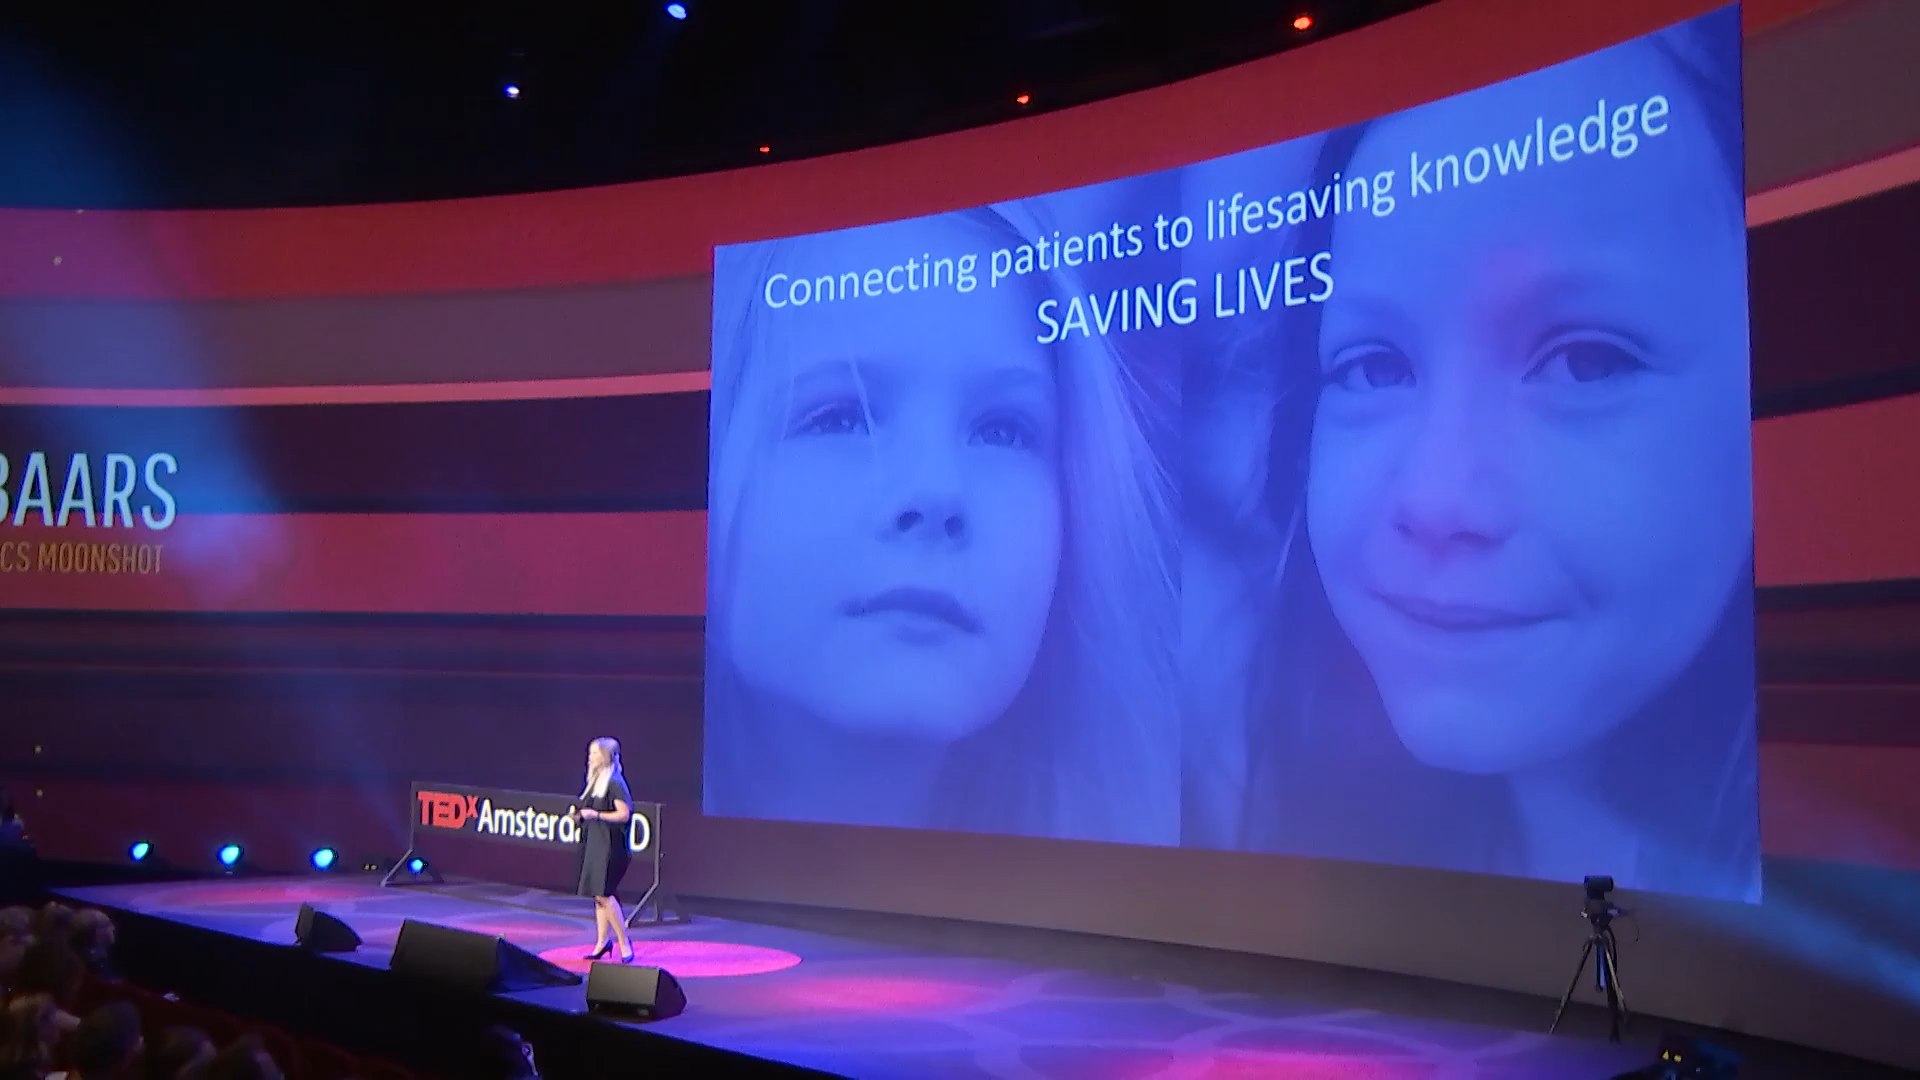 Connecting patients to lifesaving knowledge
SAVING LIVES
BAARS
CS MOONSHOT
TEDx